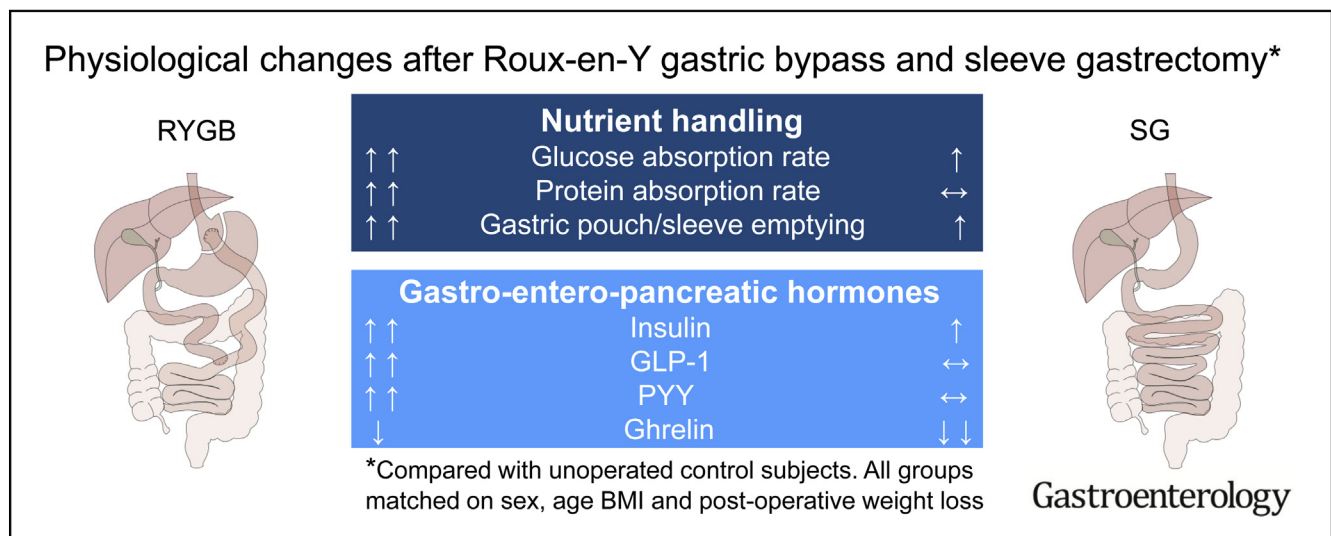 Physiological changes after Roux-en-Y gastric bypass and sleeve gastrectomy*
RYGB
SG
Nutrient handling
↑↑ Glucose absorption rate ↑
↑↑ Protein absorption rate ↔
↑↑ Gastric pouch/sleeve emptying ↑
Gastro-entero-pancreatic hormones
↑↑ Insulin ↑
↑↑ GLP-1 ↔
↑↑ PYY ↔
↓ Ghrelin ↓↓
*Compared with unoperated control subjects. All groups
matched on sex, age BMI and post-operative weight loss
Gastroenterology